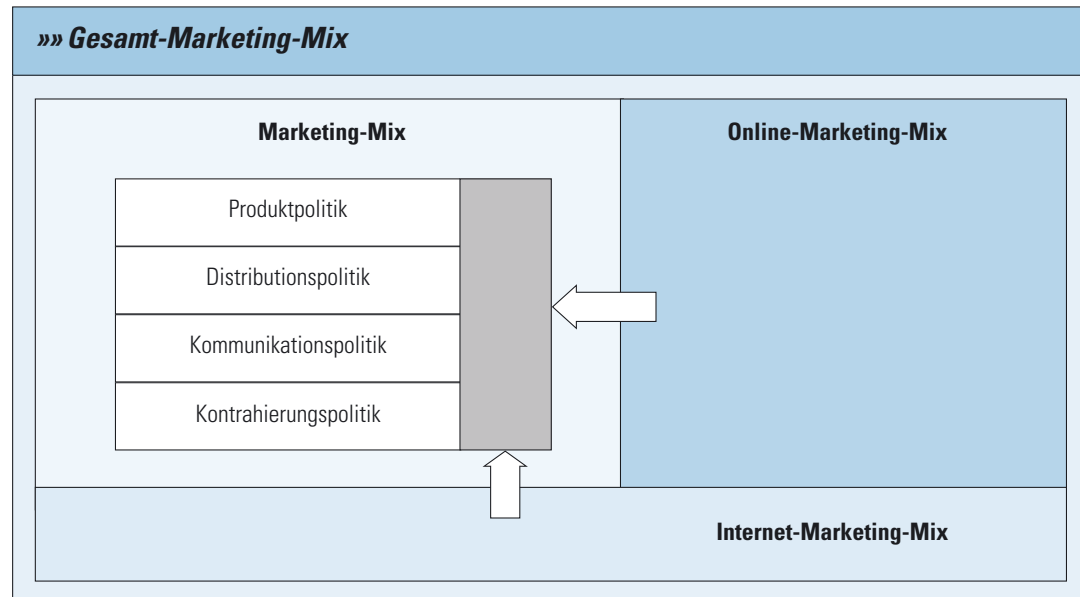 »» Gesamt-Marketing-Mix
Marketing-Mix
Online-Marketing-Mix
Produktpolitik
Distributionspolitik
Kommunikationspolitik
Kontrahierungspolitik
Internet-Marketing-Mix